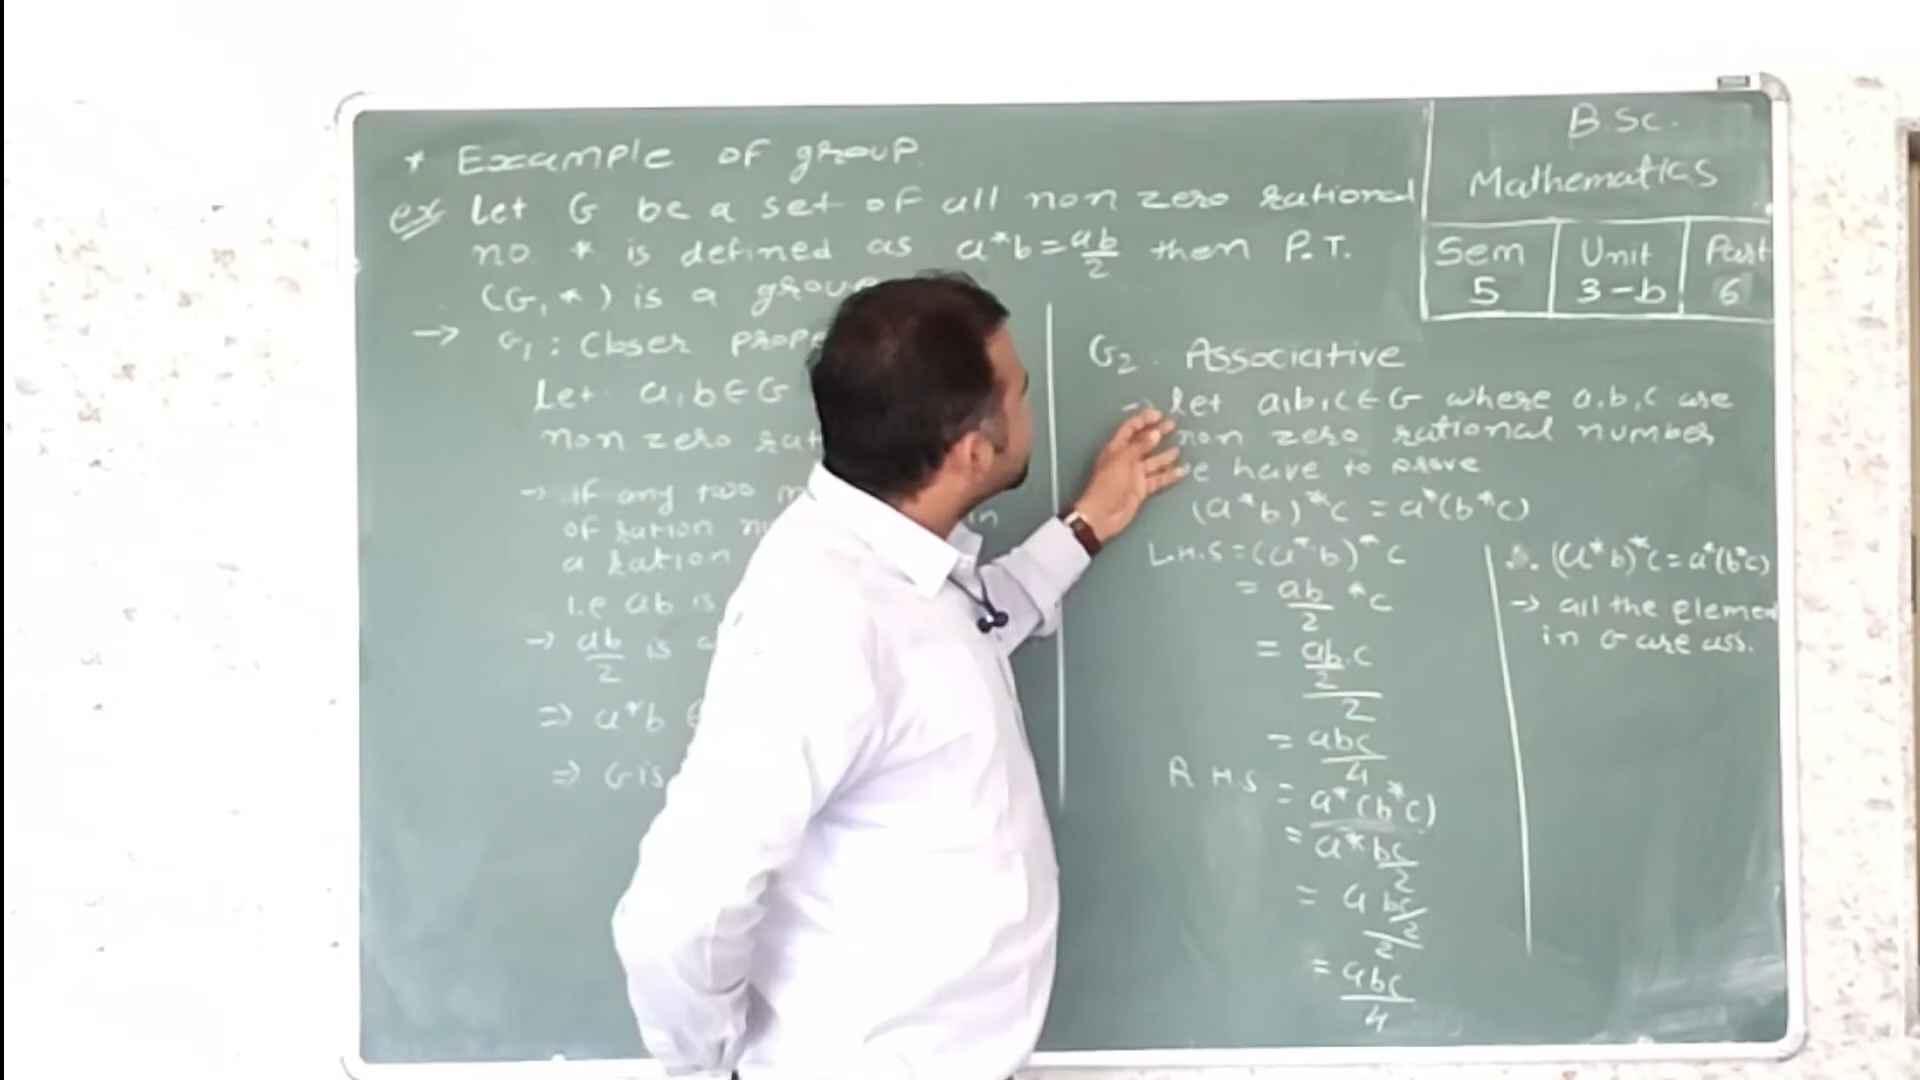 * Example of group.
ex Let G be a set of all non zero rational
no * is defined as a*b=ab/2 then P.T.
(G,*) is a group
→ G1: Closer prope
Let a,b∈G
non zero rat
→ if any two
of ration in
a ration
i.e ab is
→ ab/2 is a
⇒ a*b ∈
⇒ G is
B.Sc.
Mathematics
Sem Unit Part
5 3-b 6
G2. Associative
→ let a,b,c∈G where a,b,c are
non zero rational number
we have to prove
(a*b)*c = a*(b*c)
L.H.S = (a*b)*c
= ab/2 *c
= ab/2 .c / 2
= abc/4
R.H.S = a*(b*c)
= a* bc/2
= a bc/2 / 2
= abc/4
∴ (a*b)*c=a*(b*c)
→ all the elemen
in G are ass.